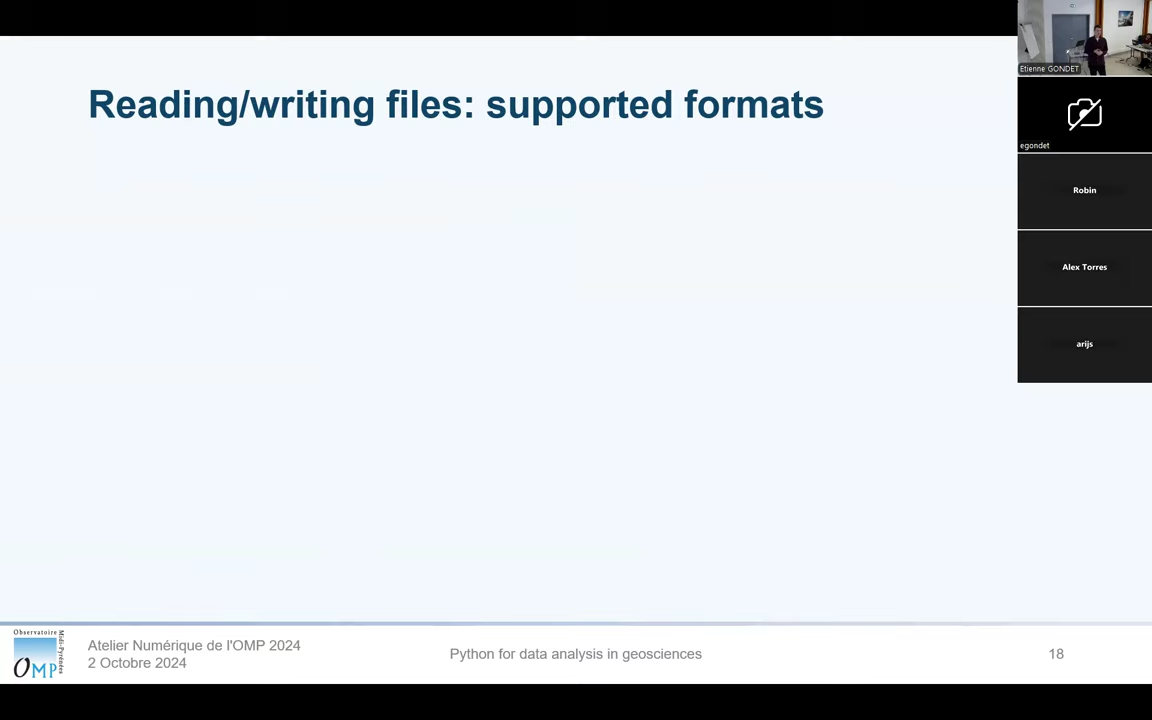 Reading/writing files: supported formats
Etienne GONDET
egondet
Robin
Alex Torres
arijs
Observatoire
Midi-Pyrénées
OMP
Atelier Numérique de l'OMP 2024
2 Octobre 2024
Python for data analysis in geosciences
18